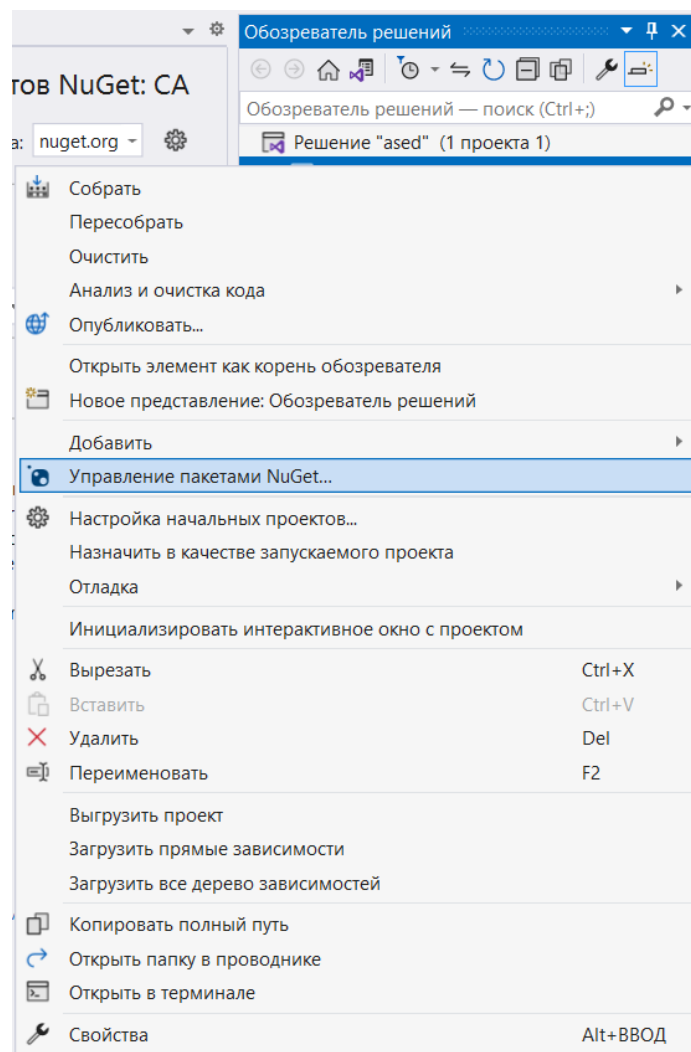 Обозреватель решений
тов NuGet: CA
Обозреватель решений — поиск (Ctrl+;)
а: nuget.org
Решение "ased" (1 проекта 1)
Собрать
Пересобрать
Очистить
Анализ и очистка кода
Опубликовать...
Открыть элемент как корень обозревателя
Новое представление: Обозреватель решений
Добавить
Управление пакетами NuGet...
Настройка начальных проектов...
Назначить в качестве запускаемого проекта
Отладка
Инициализировать интерактивное окно с проектом
Вырезать Ctrl+X
Вставить Ctrl+V
Удалить Del
Переименовать F2
Выгрузить проект
Загрузить прямые зависимости
Загрузить все дерево зависимостей
Копировать полный путь
Открыть папку в проводнике
Открыть в терминале
Свойства Alt+ВВОД